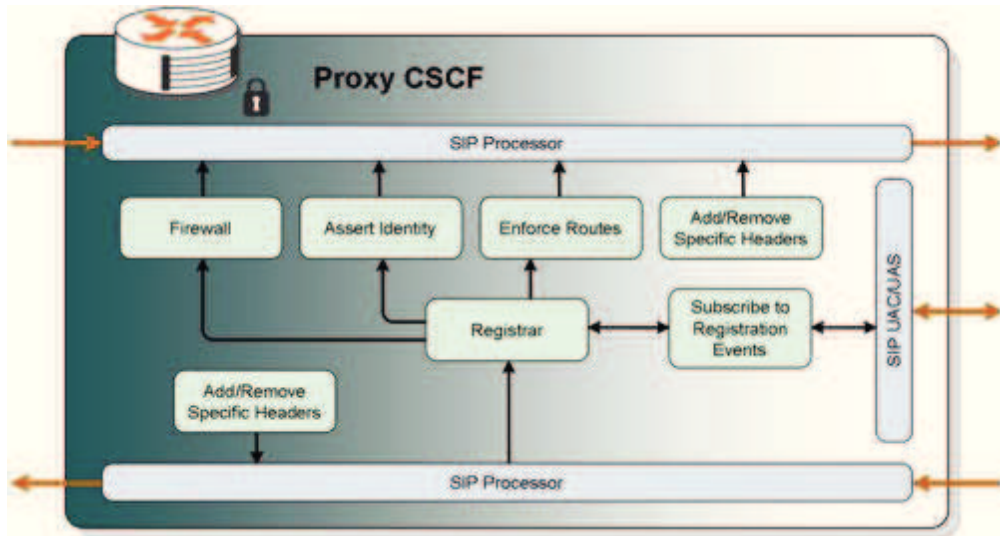 Proxy CSCF
SIP Processor
Firewall
Assert Identity
Enforce Routes
Add/Remove
Specific Headers
Registrar
Subscribe to
Registration
Events
SIP UAC/UAS
Add/Remove
Specific Headers
SIP Processor